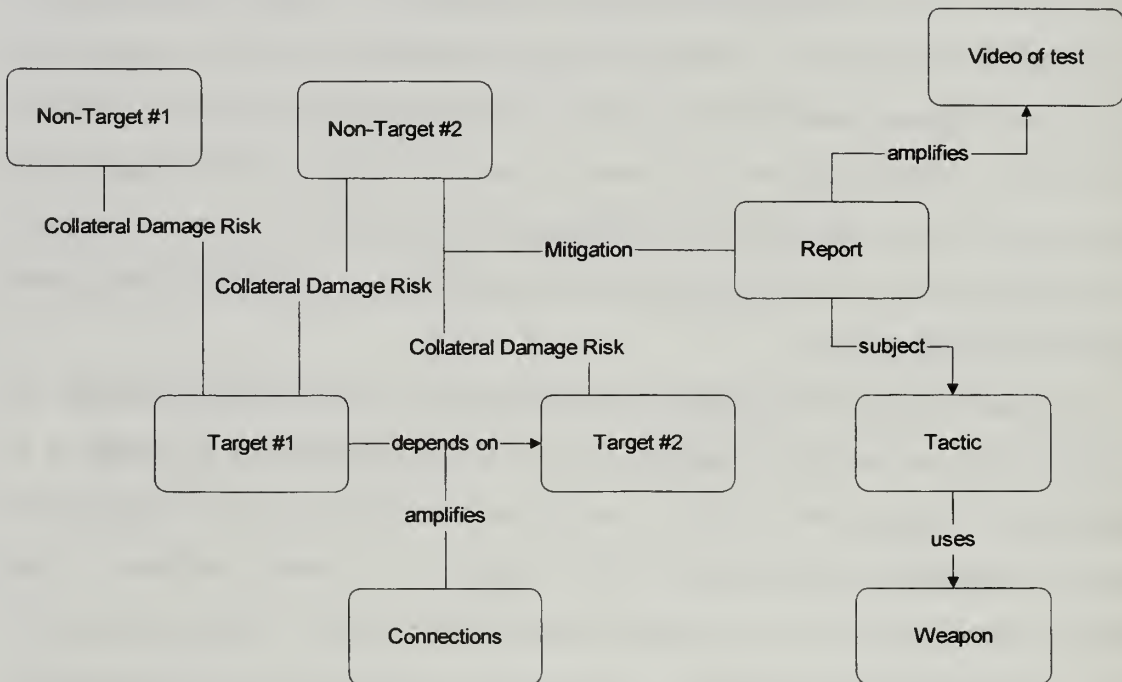 Video of test
Non-Target #1
Non-Target #2
amplifies
Collateral Damage Risk
Mitigation
Report
Collateral Damage Risk
Collateral Damage Risk
subject
Target #1
depends on
Target #2
Tactic
amplifies
uses
Connections
Weapon